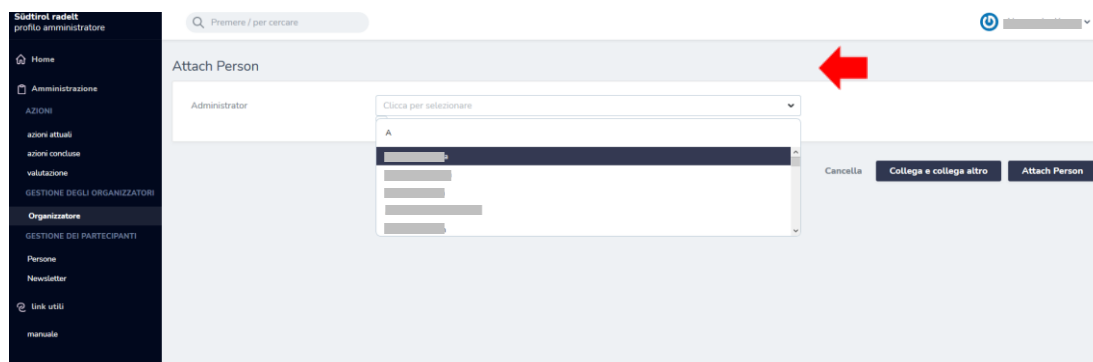 Südtirol radelt
profilo amministratore
Premere / per cercare
Home
Amministrazione
AZIONI
azioni attuali
azioni concluse
valutazione
GESTIONE DEGLI ORGANIZZATORI
Organizzatore
GESTIONE DEI PARTECIPANTI
Persone
Newsletter
link utili
manuale
Attach Person
Administrator
Clicca per selezionare
A
Cancella
Collega e collega altro
Attach Person